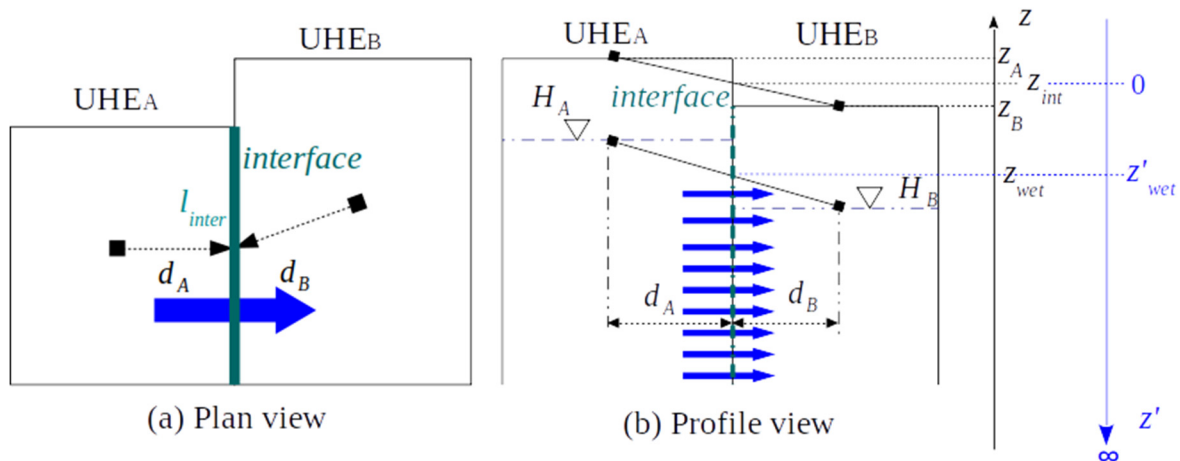 UHEB
UHEA
interface
linter
dA
dB
(a) Plan view
UHEA
UHEB
z
zA
zint
0
interface
HA
zB
zwet
z'wet
HB
dA
dB
z'
∞
(b) Profile view